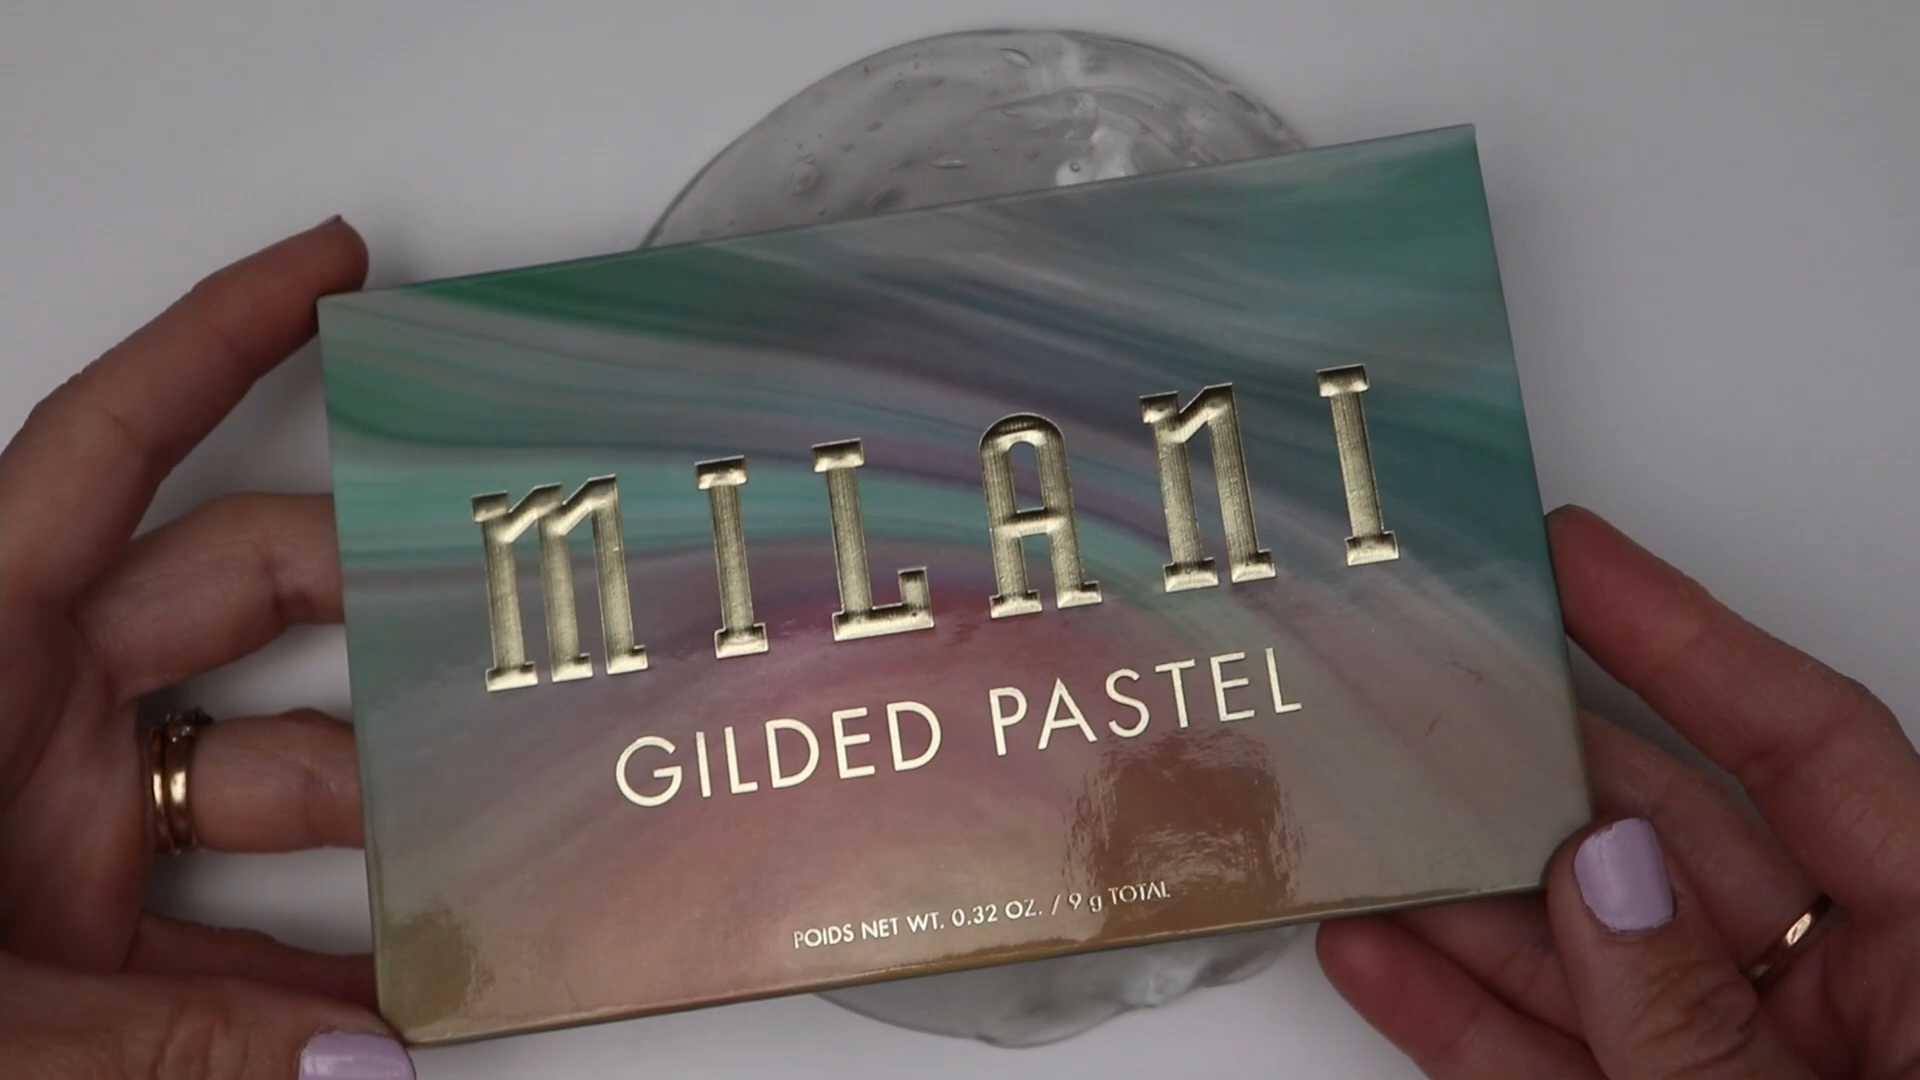 MILANI
GILDED PASTEL
POIDS NET WT. 0.32 OZ. / 9 g TOTAL